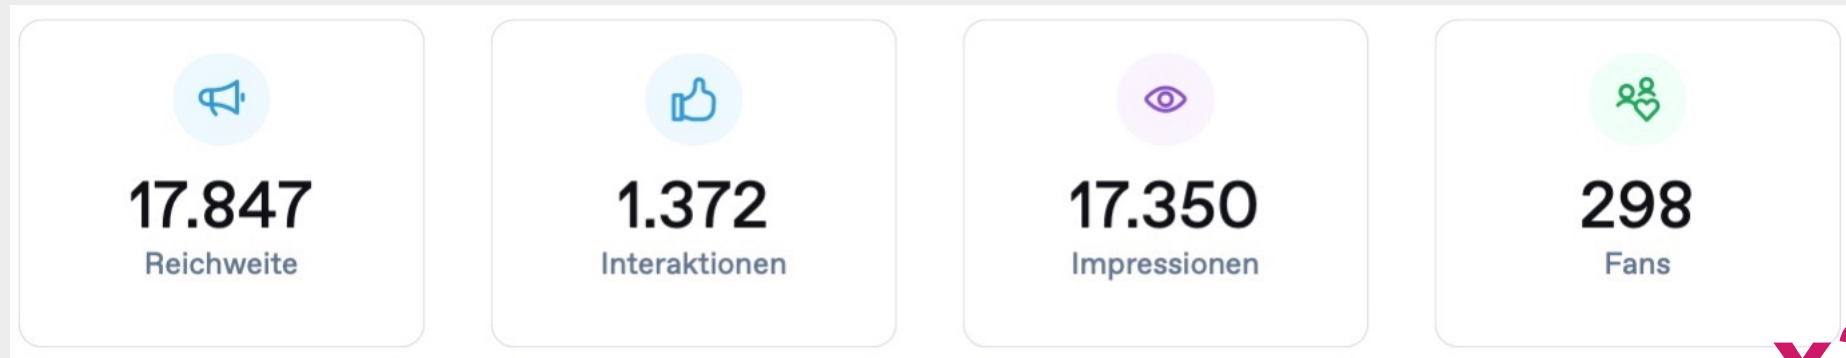 17.847
Reichweite
1.372
Interaktionen
17.350
Impressionen
298
Fans